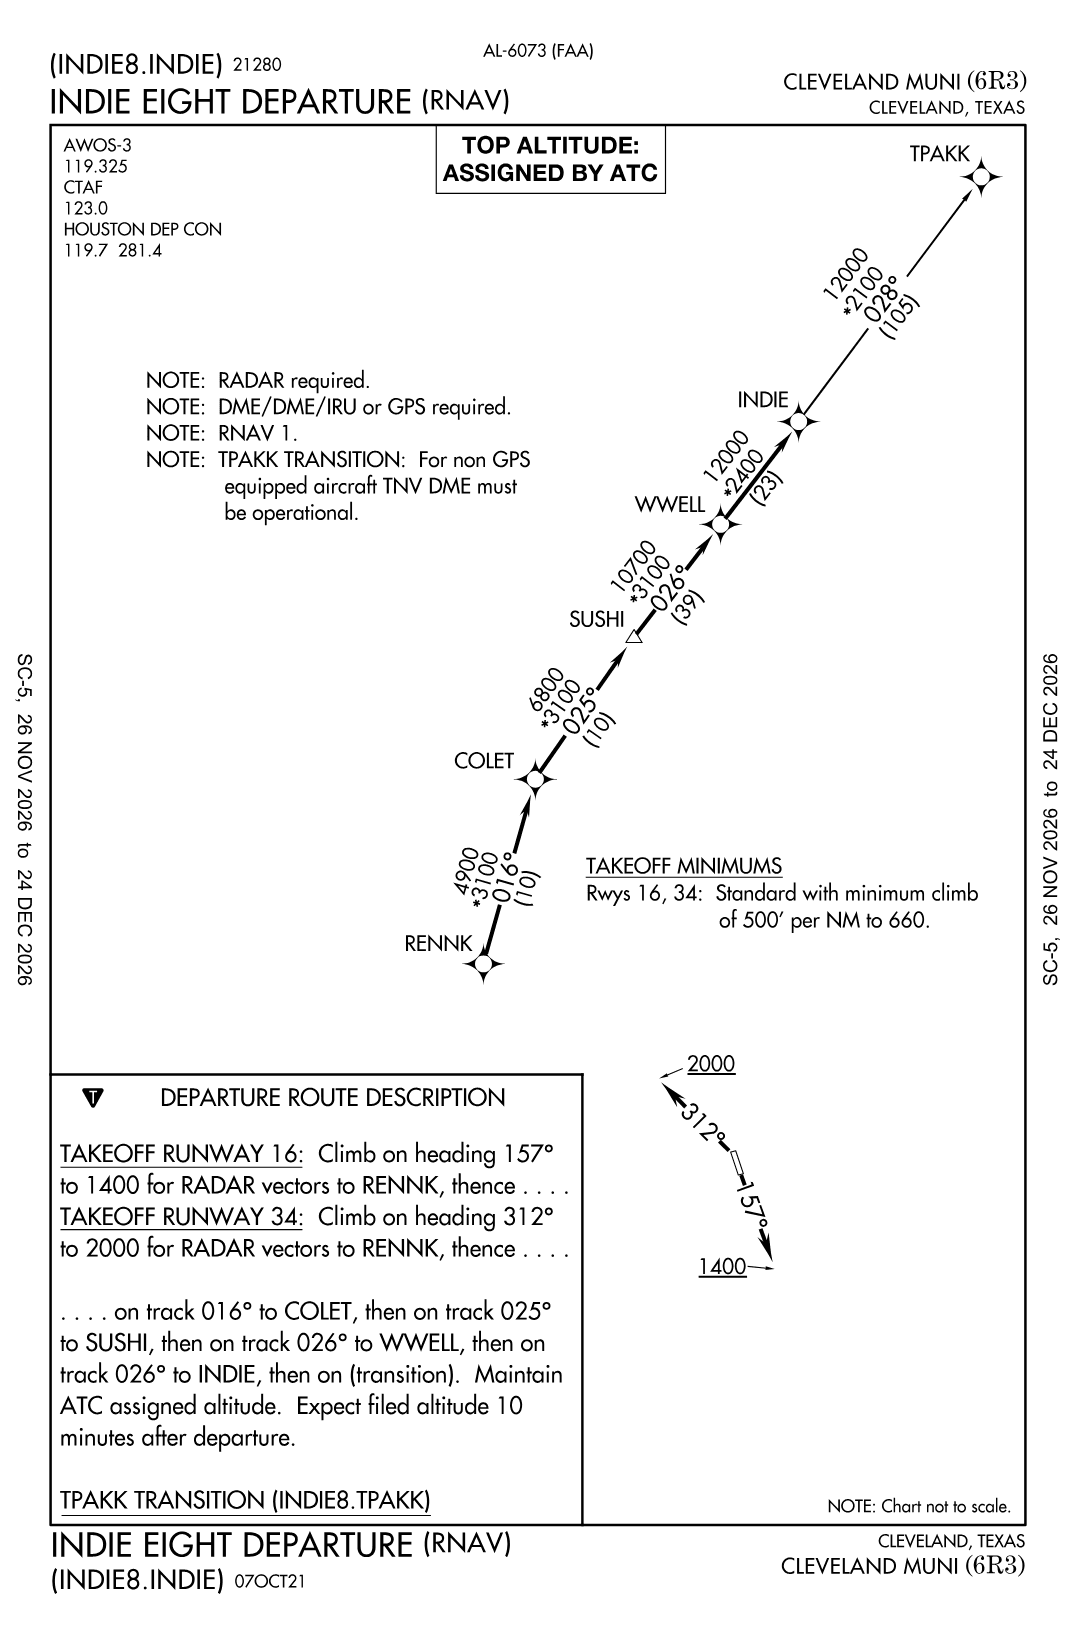 AL-6073 (FAA)
(INDIE8.INDIE) 21280
INDIE EIGHT DEPARTURE (RNAV)
CLEVELAND MUNI (6R3)
CLEVELAND, TEXAS
AWOS-3
119.325
CTAF
123.0
HOUSTON DEP CON
119.7 281.4
TOP ALTITUDE:
ASSIGNED BY ATC
TPAKK
12000
*2100
028°
(105)
NOTE: RADAR required.
NOTE: DME/DME/IRU or GPS required.
NOTE: RNAV 1.
NOTE: TPAKK TRANSITION: For non GPS
equipped aircraft TNV DME must
be operational.
INDIE
12000
*2400
(23)
WWELL
10700
*3100
026°
(39)
SUSHI
6800
*3100
025°
(10)
COLET
4900
*3100
016°
(10)
RENNK
TAKEOFF MINIMUMS
Rwys 16, 34: Standard with minimum climb
of 500' per NM to 660.
SC-5, 26 NOV 2026 to 24 DEC 2026
SC-5, 26 NOV 2026 to 24 DEC 2026
2000
312°
157°
1400
T
DEPARTURE ROUTE DESCRIPTION
TAKEOFF RUNWAY 16: Climb on heading 157°
to 1400 for RADAR vectors to RENNK, thence . . . .
TAKEOFF RUNWAY 34: Climb on heading 312°
to 2000 for RADAR vectors to RENNK, thence . . . .
. . . . on track 016° to COLET, then on track 025°
to SUSHI, then on track 026° to WWELL, then on
track 026° to INDIE, then on (transition). Maintain
ATC assigned altitude. Expect filed altitude 10
minutes after departure.
TPAKK TRANSITION (INDIE8.TPAKK)
NOTE: Chart not to scale.
INDIE EIGHT DEPARTURE (RNAV)
(INDIE8.INDIE) 07OCT21
CLEVELAND, TEXAS
CLEVELAND MUNI (6R3)